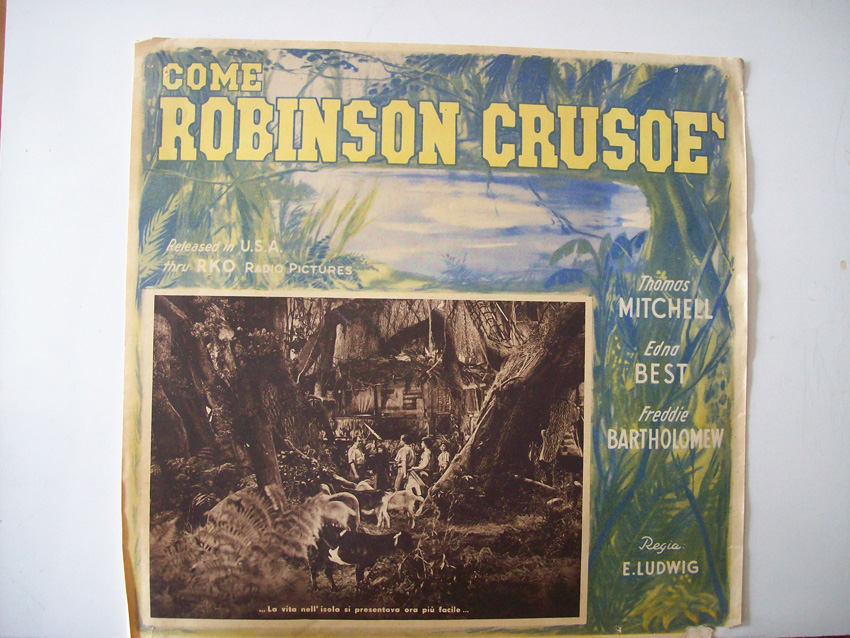 COME
ROBINSON CRUSOE'
Released in U.S.A.
thru RKO RADIO PICTURES
Thomas
MITCHELL
Edna
BEST
Freddie
BARTHOLOMEW
Regia:
E. LUDWIG
... La vita nell'isola si presentava ora più facile ...